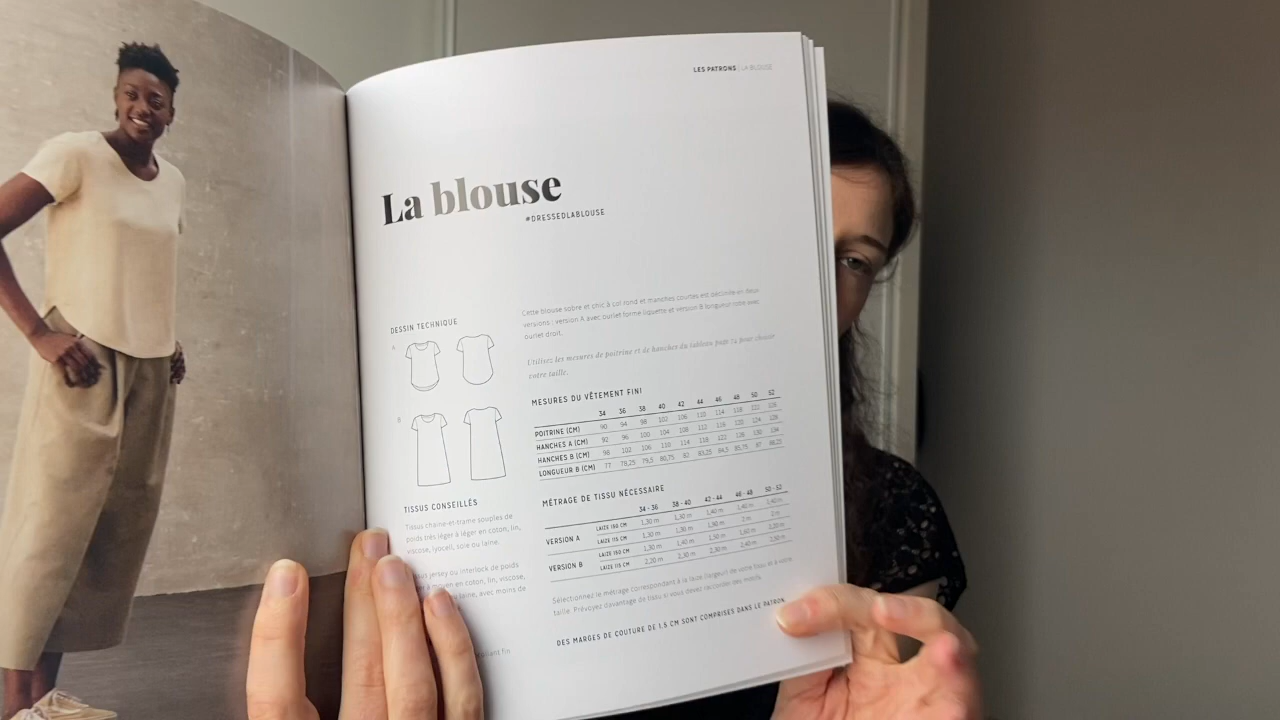 LES PATRONS | LA BLOUSE
La blouse
#DRESSEDLABLOUSE
Cette blouse sobre et chic à col rond et manches courtes est déclinée en deux
versions : version A avec ourlet forme liquette et version B longueur robe avec
ourlet droit.
Utilisez les mesures de poitrine et de hanches du tableau page 74 pour choisir
votre taille.
DESSIN TECHNIQUE
A
B
MESURES DU VÊTEMENT FINI
34 36 38 40 42 44 46 48 50 52
POITRINE (CM) 90 94 98 102 106 110 114 118
HANCHES A (CM) 92 96 100 104 108 112 116 120 124 128
HANCHES B (CM) 98 102 106 110 114 118 122 126 130 134
LONGUEUR B (CM) 77 78,25 79,5 80,75 82 83,25 84,5 85,75 87 88,25
MÉTRAGE DE TISSU NÉCESSAIRE
34 - 36 38 - 40 42 - 44 46 - 48 50 - 52
VERSION A
LAIZE 150 CM 1,30 m 1,30 m 1,40 m 1,40 m 1,40 m
LAIZE 115 CM 1,30 m 1,30 m 1,90 m 2 m 2 m
VERSION B
LAIZE 150 CM 1,30 m
LAIZE 115 CM 2,20 m 2,30 m 2,30 m 2,40 m 2,50 m
Sélectionnez le métrage correspondant à la laize (largeur) de votre tissu et à votre
taille. Prévoyez davantage de tissu si vous devez raccorder des motifs.
DES MARGES DE COUTURE DE 1,5 CM SONT COMPRISES DANS LE PATRON.
TISSUS CONSEILLÉS
Tissus chaîne-et-trame souples de
poids très léger à léger en coton, lin,
viscose, lyocell, soie ou laine.
jersey ou interlock de poids
à moyen en coton, lin, viscose,
ou laine, avec moins de
fin